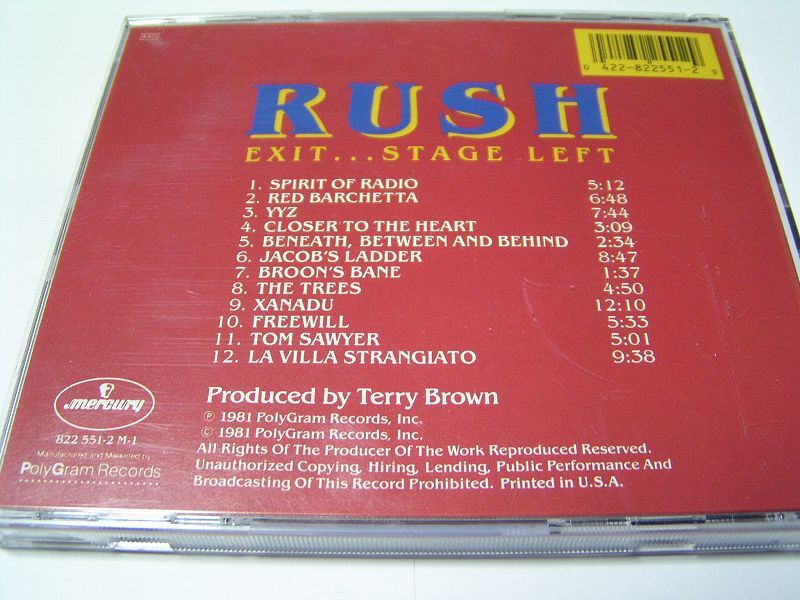 AAD
0 422-822551-2 9
RUSH
EXIT...STAGE LEFT
1. SPIRIT OF RADIO 5:12
2. RED BARCHETTA 6:48
3. YYZ 7:44
4. CLOSER TO THE HEART 3:09
5. BENEATH, BETWEEN AND BEHIND 2:34
6. JACOB'S LADDER 8:47
7. BROON'S BANE 1:37
8. THE TREES 4:50
9. XANADU 12:10
10. FREEWILL 5:33
11. TOM SAWYER 5:01
12. LA VILLA STRANGIATO 9:38
Produced by Terry Brown
℗ 1981 PolyGram Records, Inc.
© 1981 PolyGram Records, Inc.
All Rights Of The Producer Of The Work Reproduced Reserved.
Unauthorized Copying, Hiring, Lending, Public Performance And
Broadcasting Of This Record Prohibited. Printed in U.S.A.
mercury
822 551-2 M-1
Manufactured and Marketed by
PolyGram Records